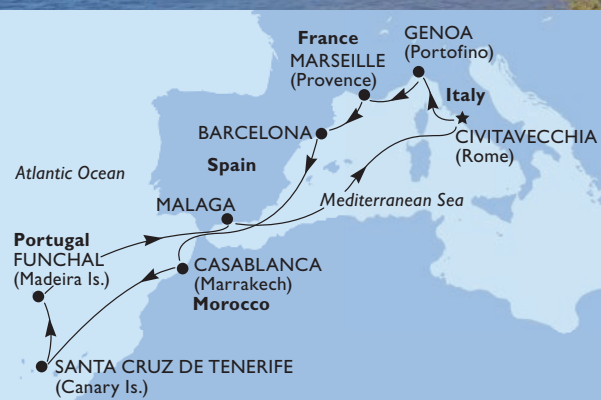 GENOA
(Portofino)
France
MARSEILLE
(Provence)
Italy
CIVITAVECCHIA
(Rome)
BARCELONA
Spain
Atlantic Ocean
Mediterranean Sea
MALAGA
Portugal
FUNCHAL
(Madeira Is.)
CASABLANCA
(Marrakech)
Morocco
SANTA CRUZ DE TENERIFE
(Canary Is.)